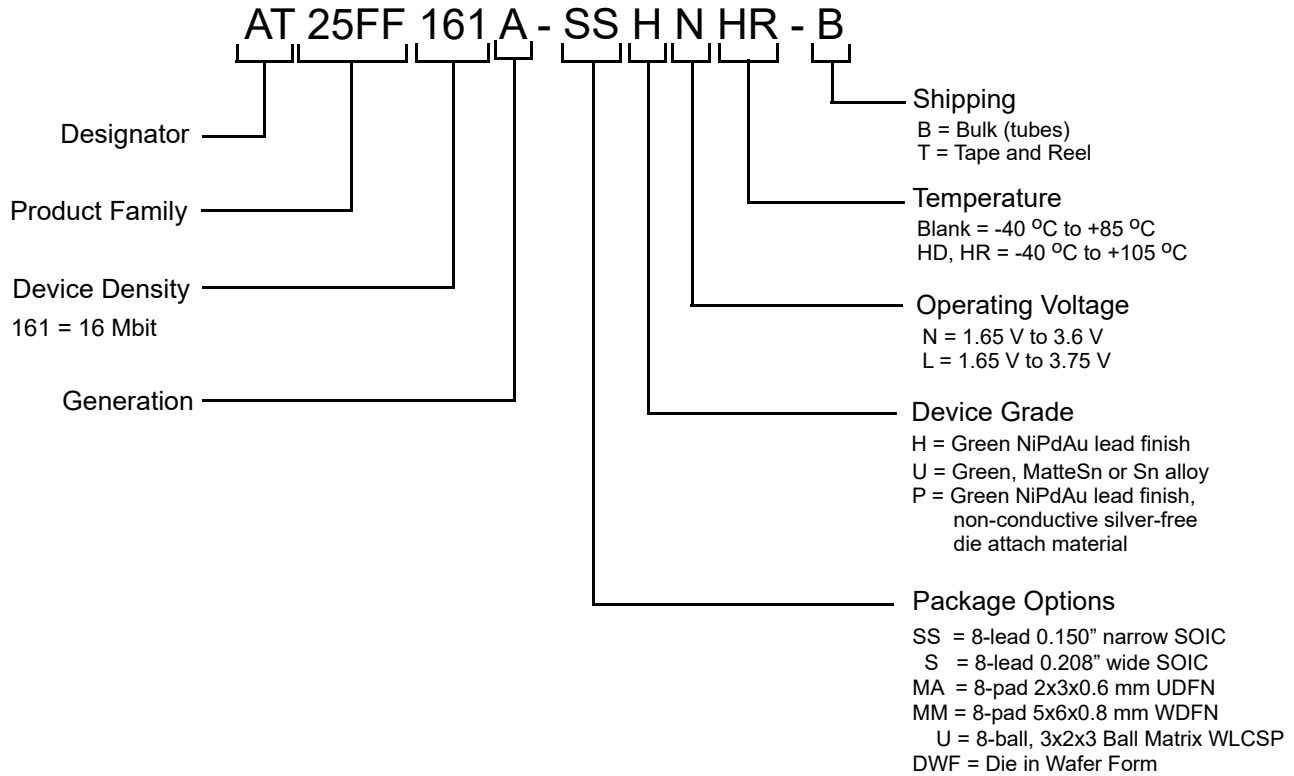 AT 25FF 161 A - SS H N HR - B
Designator
Product Family
Device Density
161 = 16 Mbit
Generation
Shipping
B = Bulk (tubes)
T = Tape and Reel
Temperature
Blank = -40 ºC to +85 ºC
HD, HR = -40 ºC to +105 ºC
Operating Voltage
N = 1.65 V to 3.6 V
L = 1.65 V to 3.75 V
Device Grade
H = Green NiPdAu lead finish
U = Green, MatteSn or Sn alloy
P = Green NiPdAu lead finish,
non-conductive silver-free
die attach material
Package Options
SS = 8-lead 0.150” narrow SOIC
S = 8-lead 0.208” wide SOIC
MA = 8-pad 2x3x0.6 mm UDFN
MM = 8-pad 5x6x0.8 mm WDFN
U = 8-ball, 3x2x3 Ball Matrix WLCSP
DWF = Die in Wafer Form